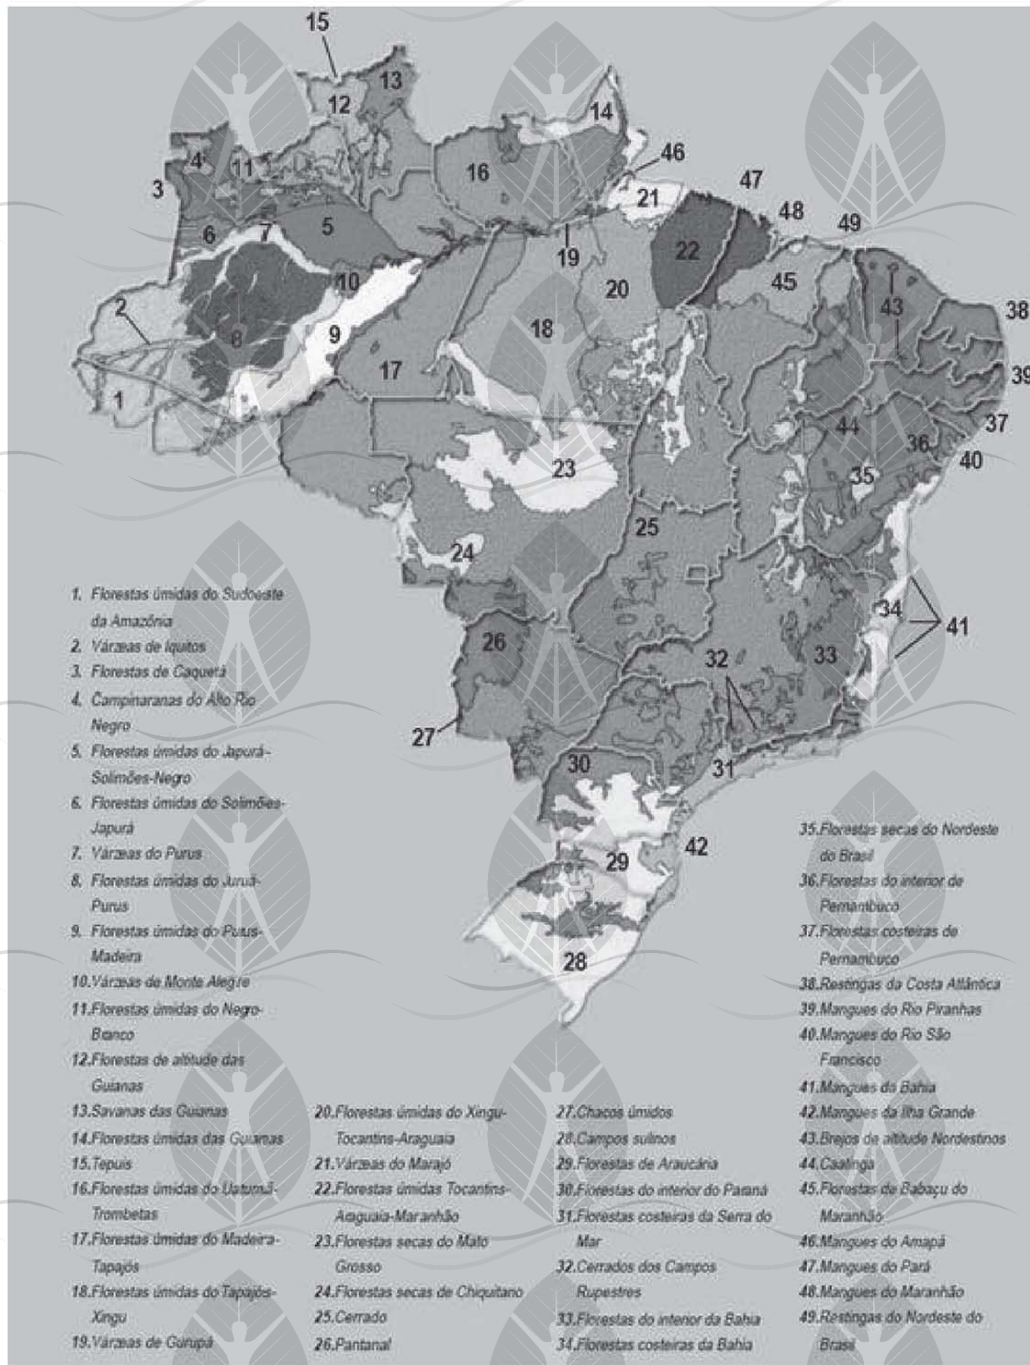 15
13
12
14
46
4
11
16
47
3
21
48
5
49
6
7
22
19
10
20
45
2
43
38
9
18
8
17
39
1
37
44
36
40
23
35
25
24
34
41
26
32
33
27
30
31
42
29
28
1. Florestas úmidas do Sudoeste
da Amazônia
2. Várzeas de Iquitos
3. Florestas de Caquetá
4. Campinaranas do Alto Rio
Negro
5. Florestas úmidas do Japurá-
Solimões-Negro
6. Florestas úmidas do Solimões-
Japurá
7. Várzeas do Purus
8. Florestas úmidas do Juruá-
Purus
9. Florestas úmidas do Purus-
Madeira
10.Várzeas de Monte Alegre
11.Florestas úmidas do Negro-
Branco
12.Florestas de altitude das
Guianas
13.Savanas das Guianas
14.Florestas úmidas das Guianas
15.Tepuis
16.Florestas úmidas do Uatumã-
Trombetas
17.Florestas úmidas do Madeira-
Tapajós
18.Florestas úmidas do Tapajós-
Xingu
19.Várzeas de Gurupá
20.Florestas úmidas do Xingu-
Tocantins-Araguaia
21.Várzeas do Marajó
22.Florestas úmidas Tocantins-
Araguaia-Maranhão
23.Florestas secas do Mato
Grosso
24.Florestas secas de Chiquitano
25.Cerrado
26.Pantanal
27.Chacos úmidos
28.Campos sulinos
29.Florestas de Araucária
30.Florestas do interior do Paraná
31.Florestas costeiras da Serra do
Mar
32.Cerrados dos Campos
Rupestres
33.Florestas do interior da Bahia
34.Florestas costeiras da Bahia
35.Florestas secas do Nordeste
do Brasil
36.Florestas do interior de
Pernambuco
37.Florestas costeiras de
Pernambuco
38.Restingas da Costa Atlântica
39.Mangues do Rio Piranhas
40.Mangues do Rio São
Francisco
41.Mangues da Bahia
42.Mangues da Ilha Grande
43.Brejos de altitude Nordestinos
44.Caatinga
45.Florestas de Babaçu do
Maranhão
46.Mangues do Amapá
47.Mangues do Pará
48.Mangues do Maranhão
49.Restingas do Nordeste do
Brasil